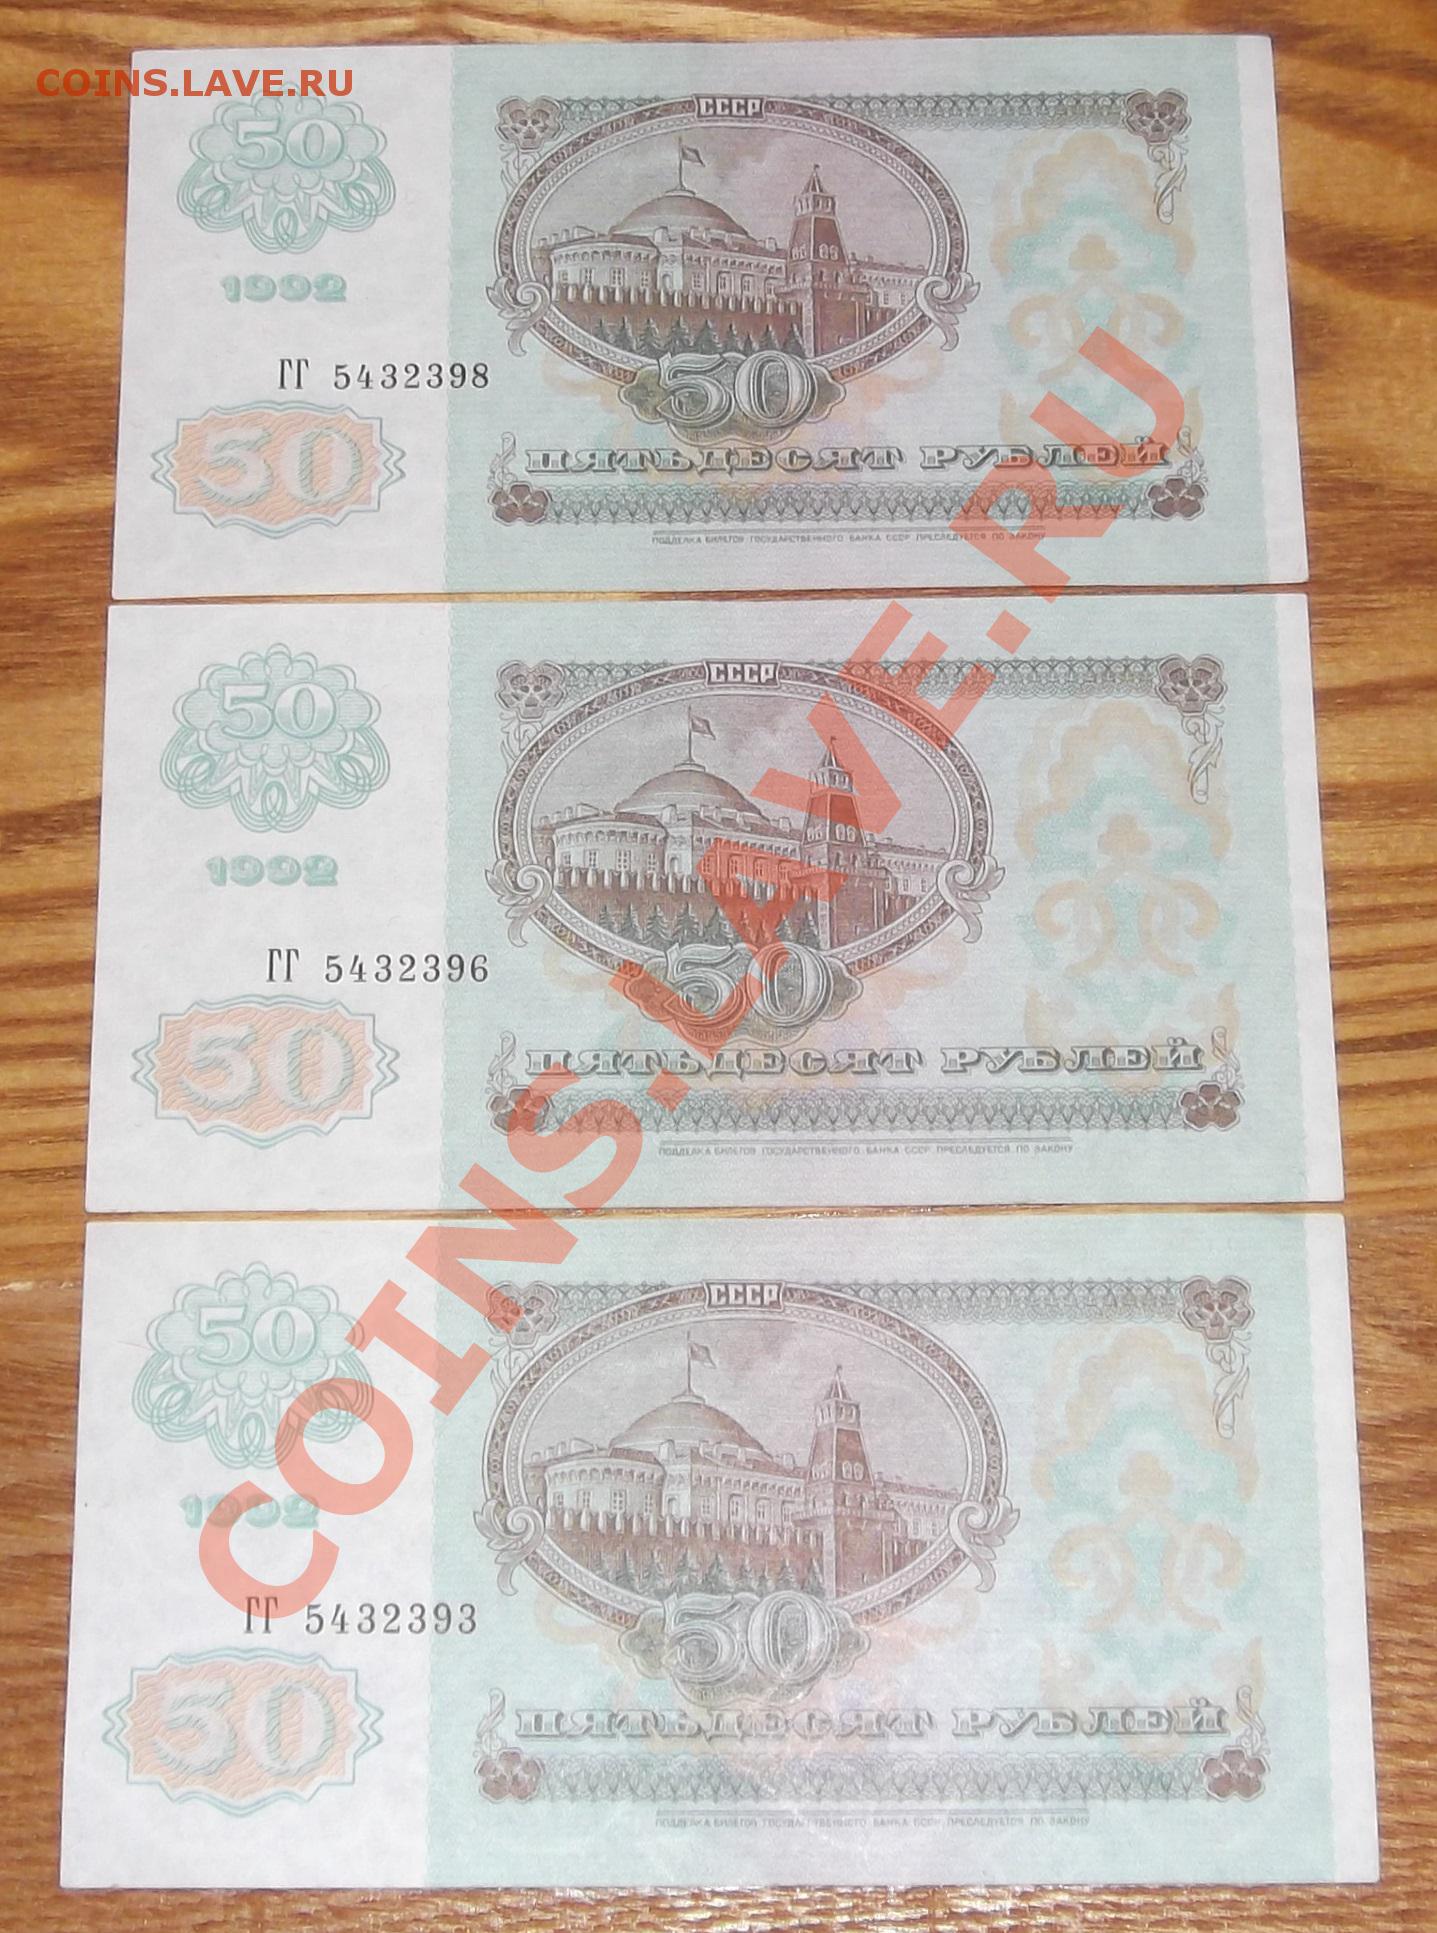 COINS.LAVE.RU
СССР
50
1992
ГГ 5432398
50
50
ПЯТЬДЕСЯТ РУБЛЕЙ
ПОДДЕЛКА БИЛЕТОВ ГОСУДАРСТВЕННОГО БАНКА СССР ПРЕСЛЕДУЕТСЯ ПО ЗАКОНУ
СССР
50
1992
ГГ 5432396
50
50
ПЯТЬДЕСЯТ РУБЛЕЙ
ПОДДЕЛКА БИЛЕТОВ ГОСУДАРСТВЕННОГО БАНКА СССР ПРЕСЛЕДУЕТСЯ ПО ЗАКОНУ
СССР
50
1992
ГГ 5432393
50
50
ПЯТЬДЕСЯТ РУБЛЕЙ
ПОДДЕЛКА БИЛЕТОВ ГОСУДАРСТВЕННОГО БАНКА СССР ПРЕСЛЕДУЕТСЯ ПО ЗАКОНУ
COINS.LAVE.RU